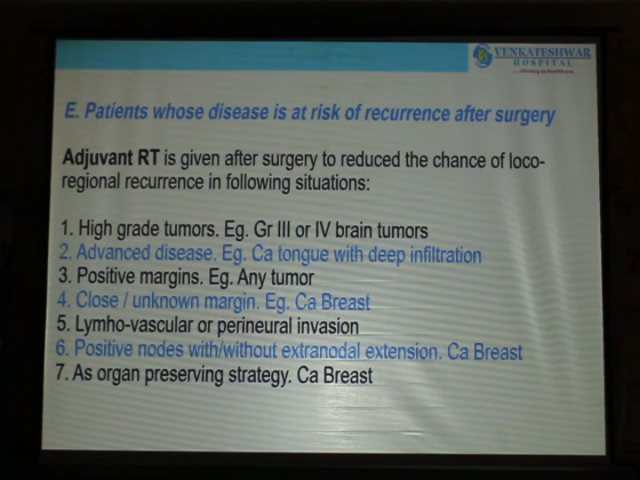 VENKATESHWAR
HOSPITAL
E. Patients whose disease is at risk of recurrence after surgery
Adjuvant RT is given after surgery to reduced the chance of loco-
regional recurrence in following situations:
1. High grade tumors. Eg. Gr III or IV brain tumors
2. Advanced disease. Eg. Ca tongue with deep infiltration
3. Positive margins. Eg. Any tumor
4. Close / unknown margin. Eg. Ca Breast
5. Lymho-vascular or perineural invasion
6. Positive nodes with/without extranodal extension. Ca Breast
7. As organ preserving strategy. Ca Breast